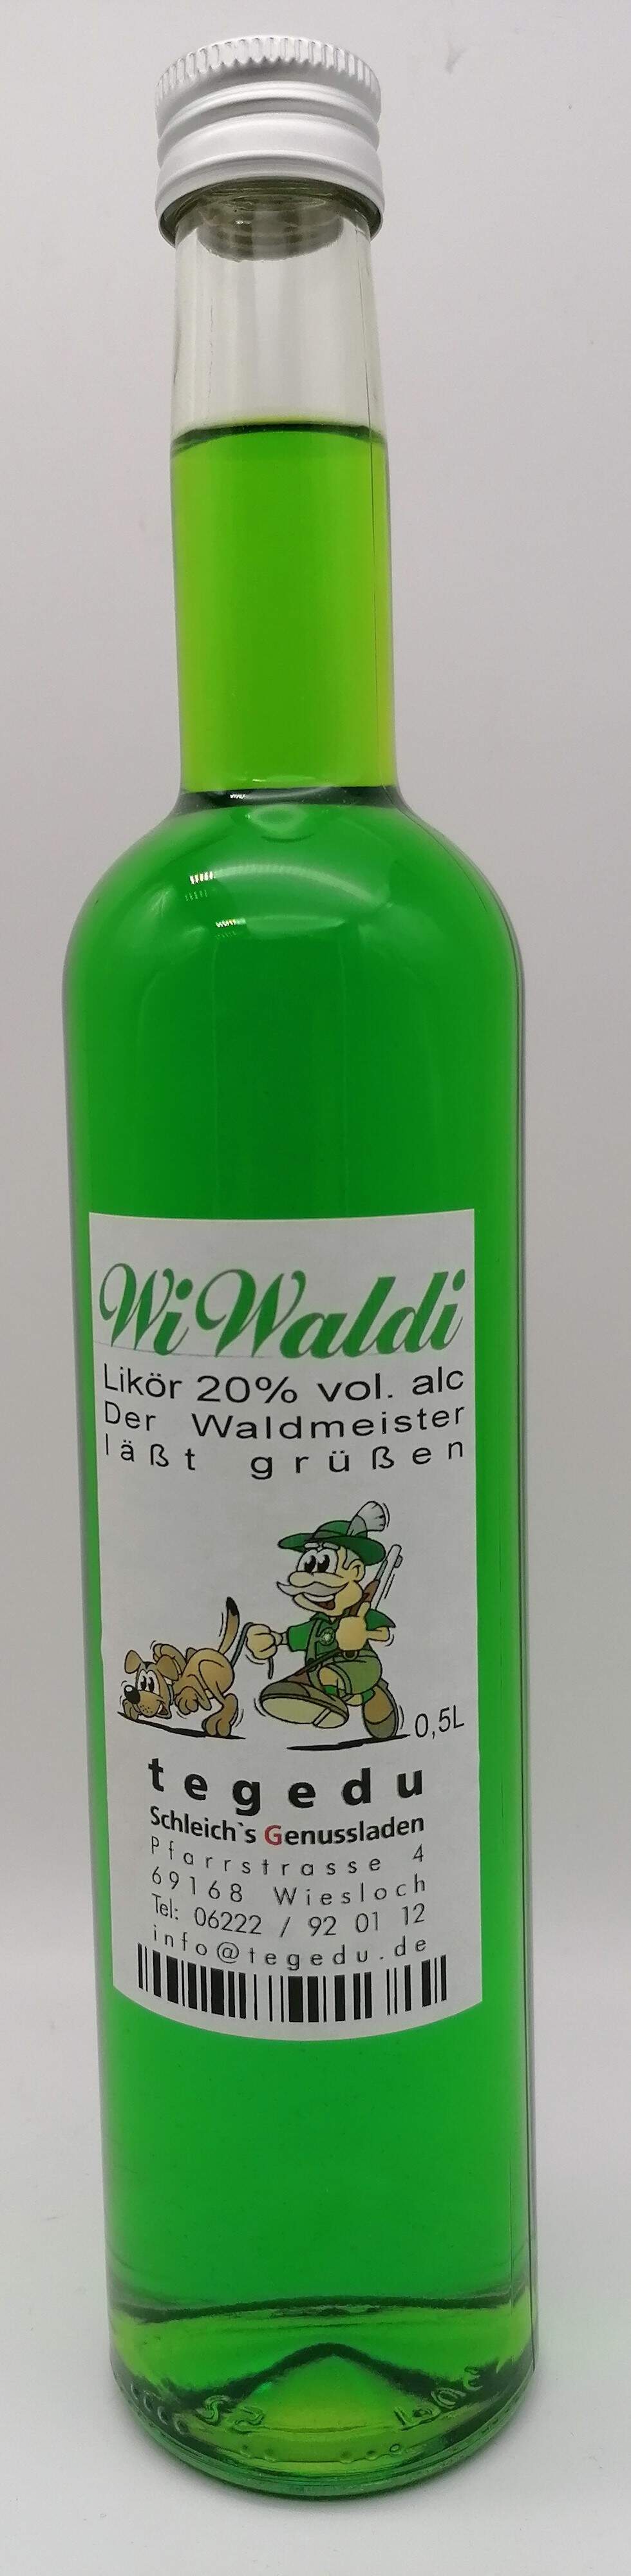 WiWaldi
Likör 20% vol. alc
Der Waldmeister
läßt grüßen
0,5L
tegedu
Schleich`s Genussladen
Pfarrstrasse 4
69168 Wiesloch
Tel: 06222 / 92 01 12
info@tegedu.de